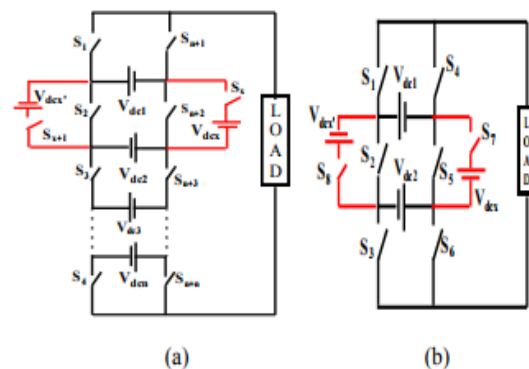 S1
Sn+1
Vdcx'
Sx
S2
Vdc1
Sn+2
Vdcx
Sx+1
Vdc2
S3
Sn+3
Vdc3
S4
Vdcn
Sn+n
LOAD
(a)
S1
Vdc1
S4
Vdcx'
S7
S2
S8
Vdc2
S5
Vdcx
S3
S6
LOAD
(b)